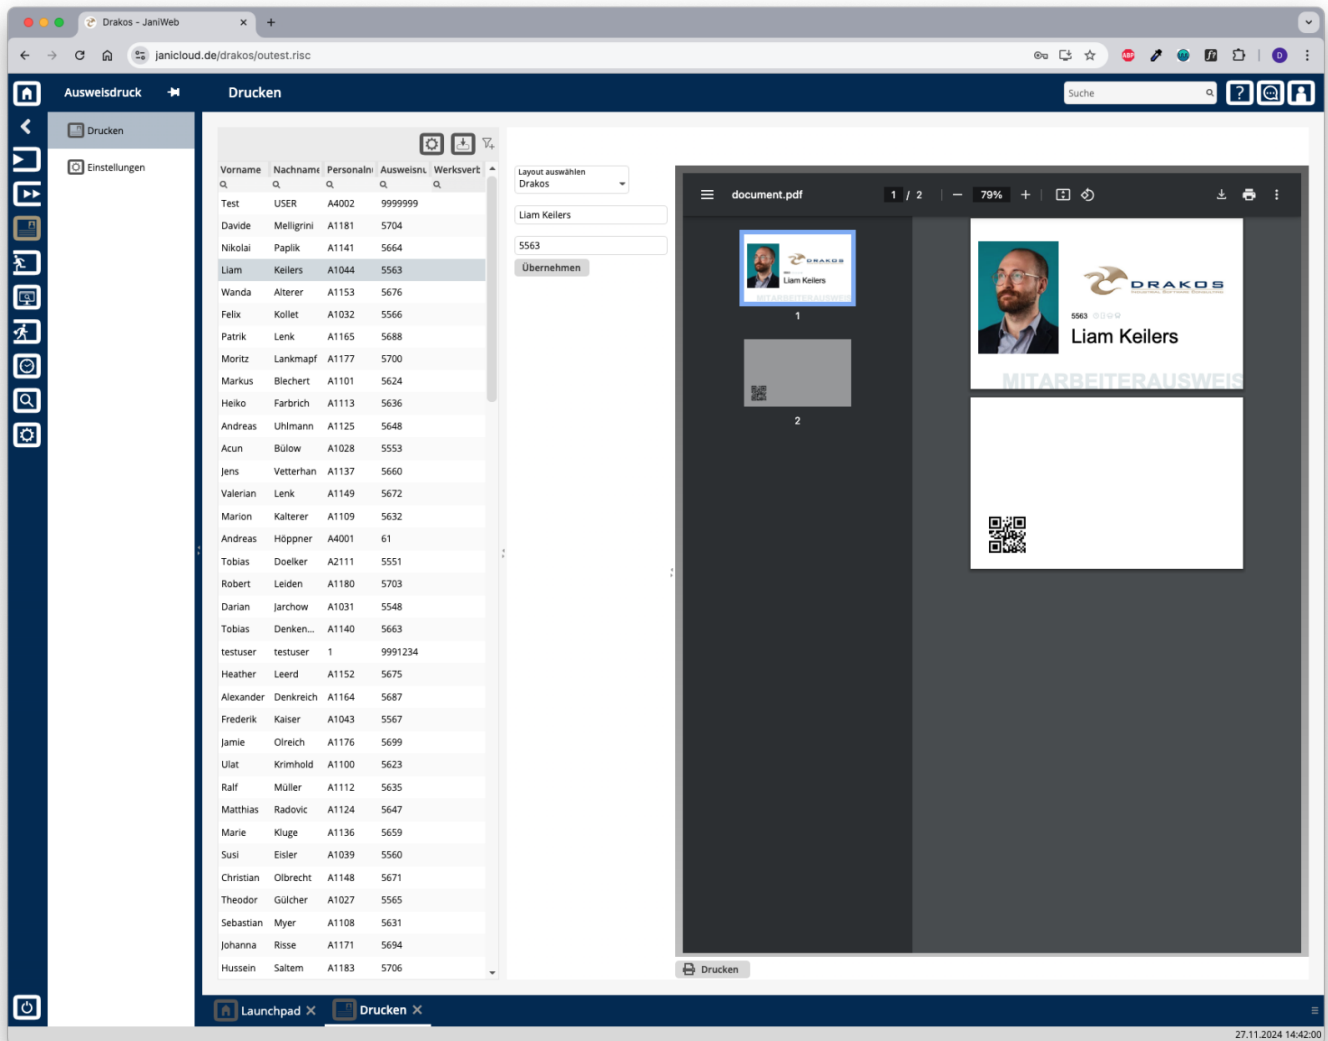 Drakos - JaniWeb
janicloud.de/drakos/outest.risc
ABP
D
Ausweisdruck
Drucken
Suche
Drucken
Einstellungen
Vorname Nachname Personalnu Ausweisnu Werksvert
Test USER A4002 9999999
Davide Melligrini A1181 5704
Nikolai Paplik A1141 5664
Liam Keilers A1044 5563
Wanda Alterer A1153 5676
Felix Kollet A1032 5566
Patrik Lenk A1165 5688
Moritz Lankmapf A1177 5700
Markus Blechert A1101 5624
Heiko Farbrich A1113 5636
Andreas Uhlmann A1125 5648
Acun Bülow A1028 5553
Jens Vetterhan A1137 5660
Valerian Lenk A1149 5672
Marion Kalterer A1109 5632
Andreas Höppner A4001 61
Tobias Doelker A2111 5551
Robert Leiden A1180 5703
Darian Jarchow A1031 5548
Tobias Denken... A1140 5663
testuser testuser 1 9991234
Heather Leerd A1152 5675
Alexander Denkreich A1164 5687
Frederik Kaiser A1043 5567
Jamie Olreich A1176 5699
Ulat Krimhold A1100 5623
Ralf Müller A1112 5635
Matthias Radovic A1124 5647
Marie Kluge A1136 5659
Susi Eisler A1039 5560
Christian Olbrecht A1148 5671
Theodor Gülcher A1027 5565
Sebastian Myer A1108 5631
Johanna Risse A1171 5694
Hussein Saltem A1183 5706
Layout auswählen
Drakos
Liam Keilers
5563
Übernehmen
document.pdf
1 / 2
79%
DRAKOS
Liam Keilers
MITARBEITERAUSWEIS
1
2
DRAKOS
5563
Liam Keilers
MITARBEITERAUSWEIS
Drucken
Launchpad
Drucken
27.11.2024 14:42:00